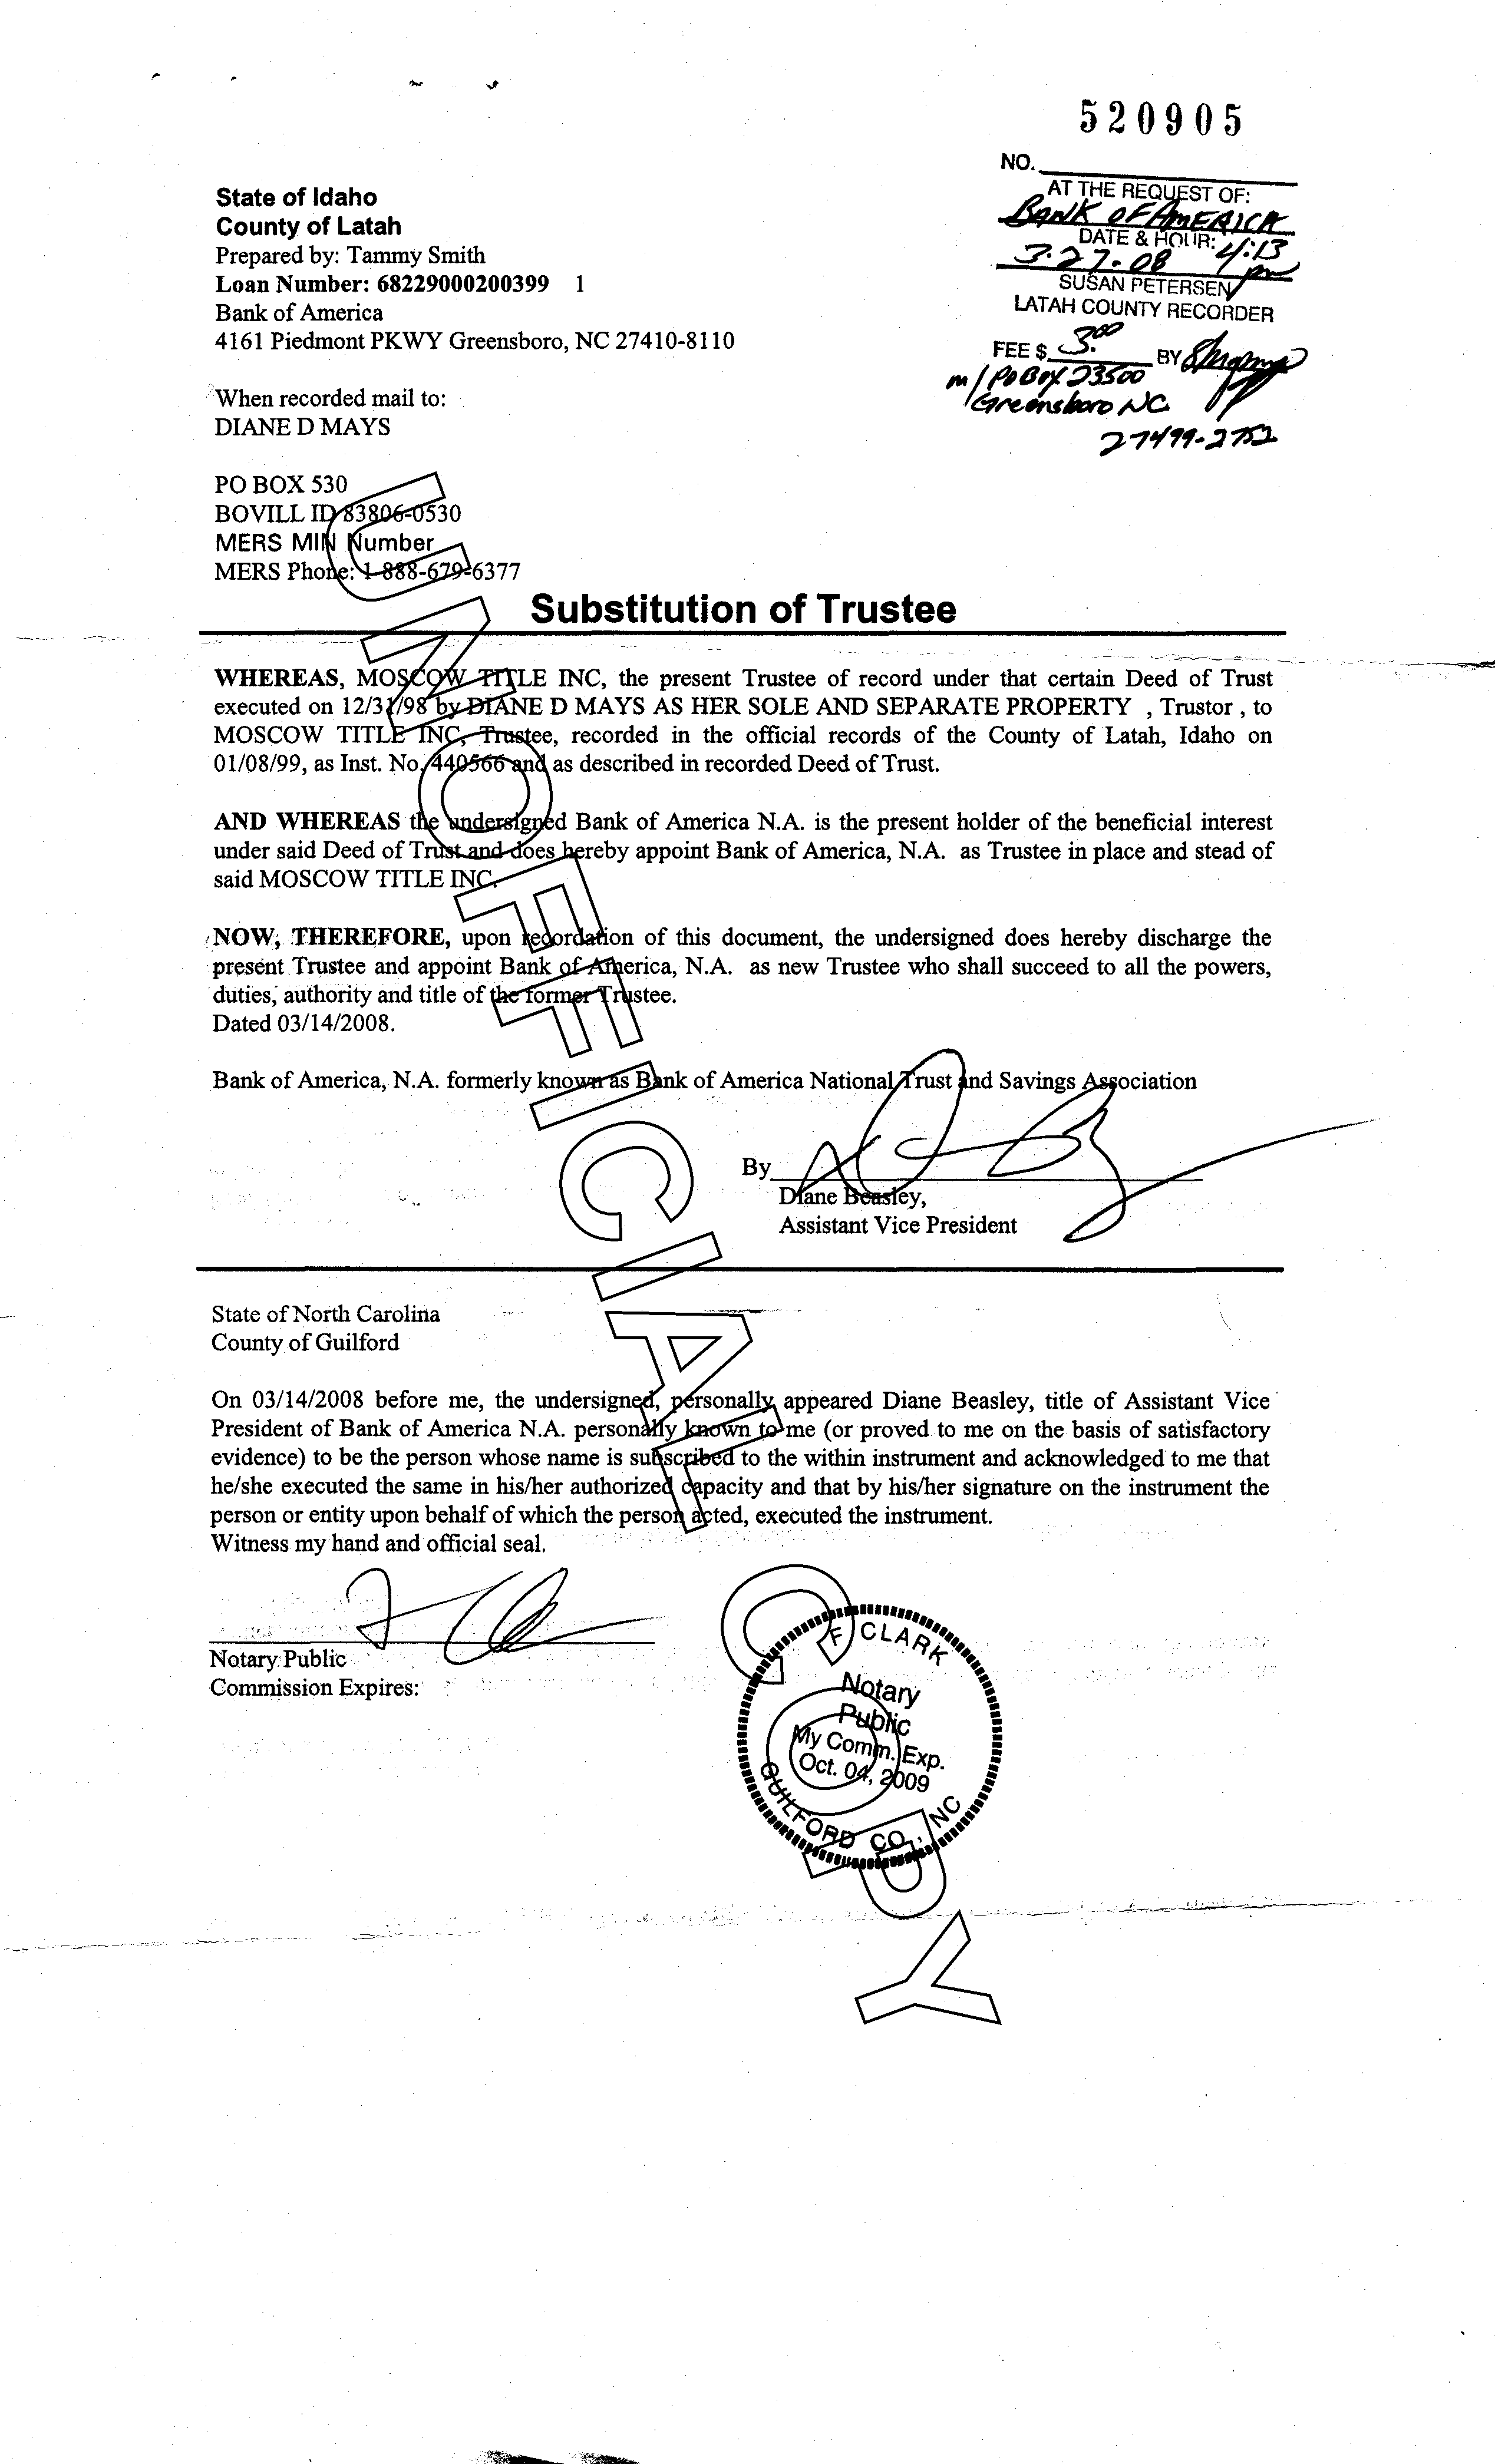 520905
NO.
AT THE REQUEST OF:
BANK OF AMERICA
DATE & HOUR: 4:13
3-27-08 pm
SUSAN PETERSEN
LATAH COUNTY RECORDER
FEE $ 3.00 BY
m/ PO Box 23500
Greensboro NC
27499-2752
State of Idaho
County of Latah
Prepared by: Tammy Smith
Loan Number: 68229000200399 1
Bank of America
4161 Piedmont PKWY Greensboro, NC 27410-8110
When recorded mail to:
DIANE D MAYS
PO BOX 530
BOVILL ID 83806-0530
MERS MIN Number
MERS Phone: 1-888-679-6377
Substitution of Trustee
WHEREAS, MOSCOW TITLE INC, the present Trustee of record under that certain Deed of Trust
executed on 12/31/98 by DIANE D MAYS AS HER SOLE AND SEPARATE PROPERTY , Trustor , to
MOSCOW TITLE INC, Trustee, recorded in the official records of the County of Latah, Idaho on
01/08/99, as Inst. No. 440566 and as described in recorded Deed of Trust.
AND WHEREAS the undersigned Bank of America N.A. is the present holder of the beneficial interest
under said Deed of Trust and does hereby appoint Bank of America, N.A. as Trustee in place and stead of
said MOSCOW TITLE INC.
NOW, THEREFORE, upon recordation of this document, the undersigned does hereby discharge the
present Trustee and appoint Bank of America, N.A. as new Trustee who shall succeed to all the powers,
duties, authority and title of the former Trustee.
Dated 03/14/2008.
Bank of America, N.A. formerly known as Bank of America National Trust and Savings Association
By
Diane Beasley,
Assistant Vice President
State of North Carolina
County of Guilford
On 03/14/2008 before me, the undersigned, personally appeared Diane Beasley, title of Assistant Vice
President of Bank of America N.A. personally known to me (or proved to me on the basis of satisfactory
evidence) to be the person whose name is subscribed to the within instrument and acknowledged to me that
he/she executed the same in his/her authorized capacity and that by his/her signature on the instrument the
person or entity upon behalf of which the person acted, executed the instrument.
Witness my hand and official seal.
Notary Public
Commission Expires:
F CLARK
Notary
Public
My Comm. Exp.
Oct. 04, 2009
GUILFORD CO., NC
UNOFFICIAL COPY